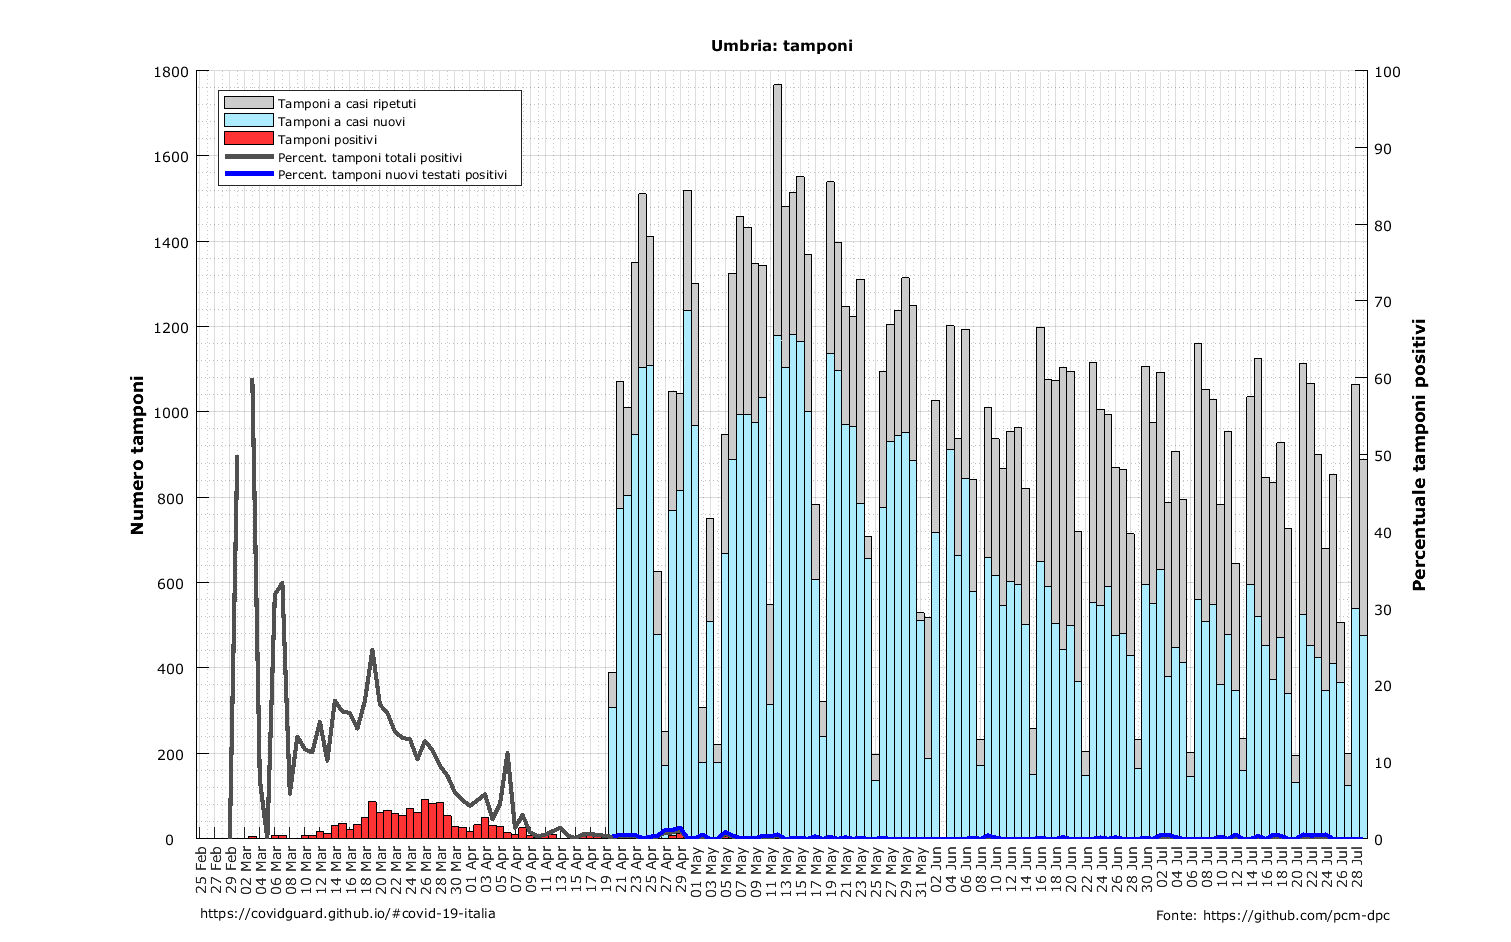 Umbria: tamponi
Tamponi a casi ripetuti
Tamponi a casi nuovi
Tamponi positivi
Percent. tamponi totali positivi
Percent. tamponi nuovi testati positivi
Numero tamponi
1800
1600
1400
1200
1000
800
600
400
200
0
100
90
80
70
60
50
40
30
20
10
0
Percentuale tamponi positivi
25 Feb
27 Feb
29 Feb
02 Mar
04 Mar
06 Mar
08 Mar
10 Mar
12 Mar
14 Mar
16 Mar
18 Mar
20 Mar
22 Mar
24 Mar
26 Mar
28 Mar
30 Mar
01 Apr
03 Apr
05 Apr
07 Apr
09 Apr
11 Apr
13 Apr
15 Apr
17 Apr
19 Apr
21 Apr
23 Apr
25 Apr
27 Apr
29 Apr
01 May
03 May
05 May
07 May
09 May
11 May
13 May
15 May
17 May
19 May
21 May
23 May
25 May
27 May
29 May
31 May
02 Jun
04 Jun
06 Jun
08 Jun
10 Jun
12 Jun
14 Jun
16 Jun
18 Jun
20 Jun
22 Jun
24 Jun
26 Jun
28 Jun
30 Jun
02 Jul
04 Jul
06 Jul
08 Jul
10 Jul
12 Jul
14 Jul
16 Jul
18 Jul
20 Jul
22 Jul
24 Jul
26 Jul
28 Jul
https://covidguard.github.io/#covid-19-italia
Fonte: https://github.com/pcm-dpc